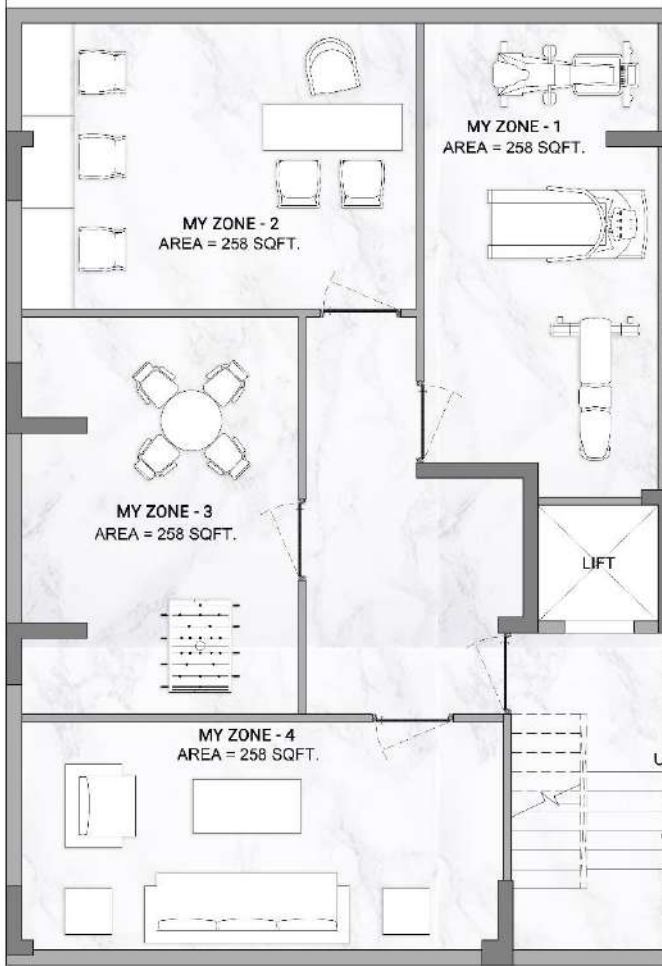 MY ZONE - 1
AREA = 258 SQFT.
MY ZONE - 2
AREA = 258 SQFT.
MY ZONE - 3
AREA = 258 SQFT.
LIFT
MY ZONE - 4
AREA = 258 SQFT.
U